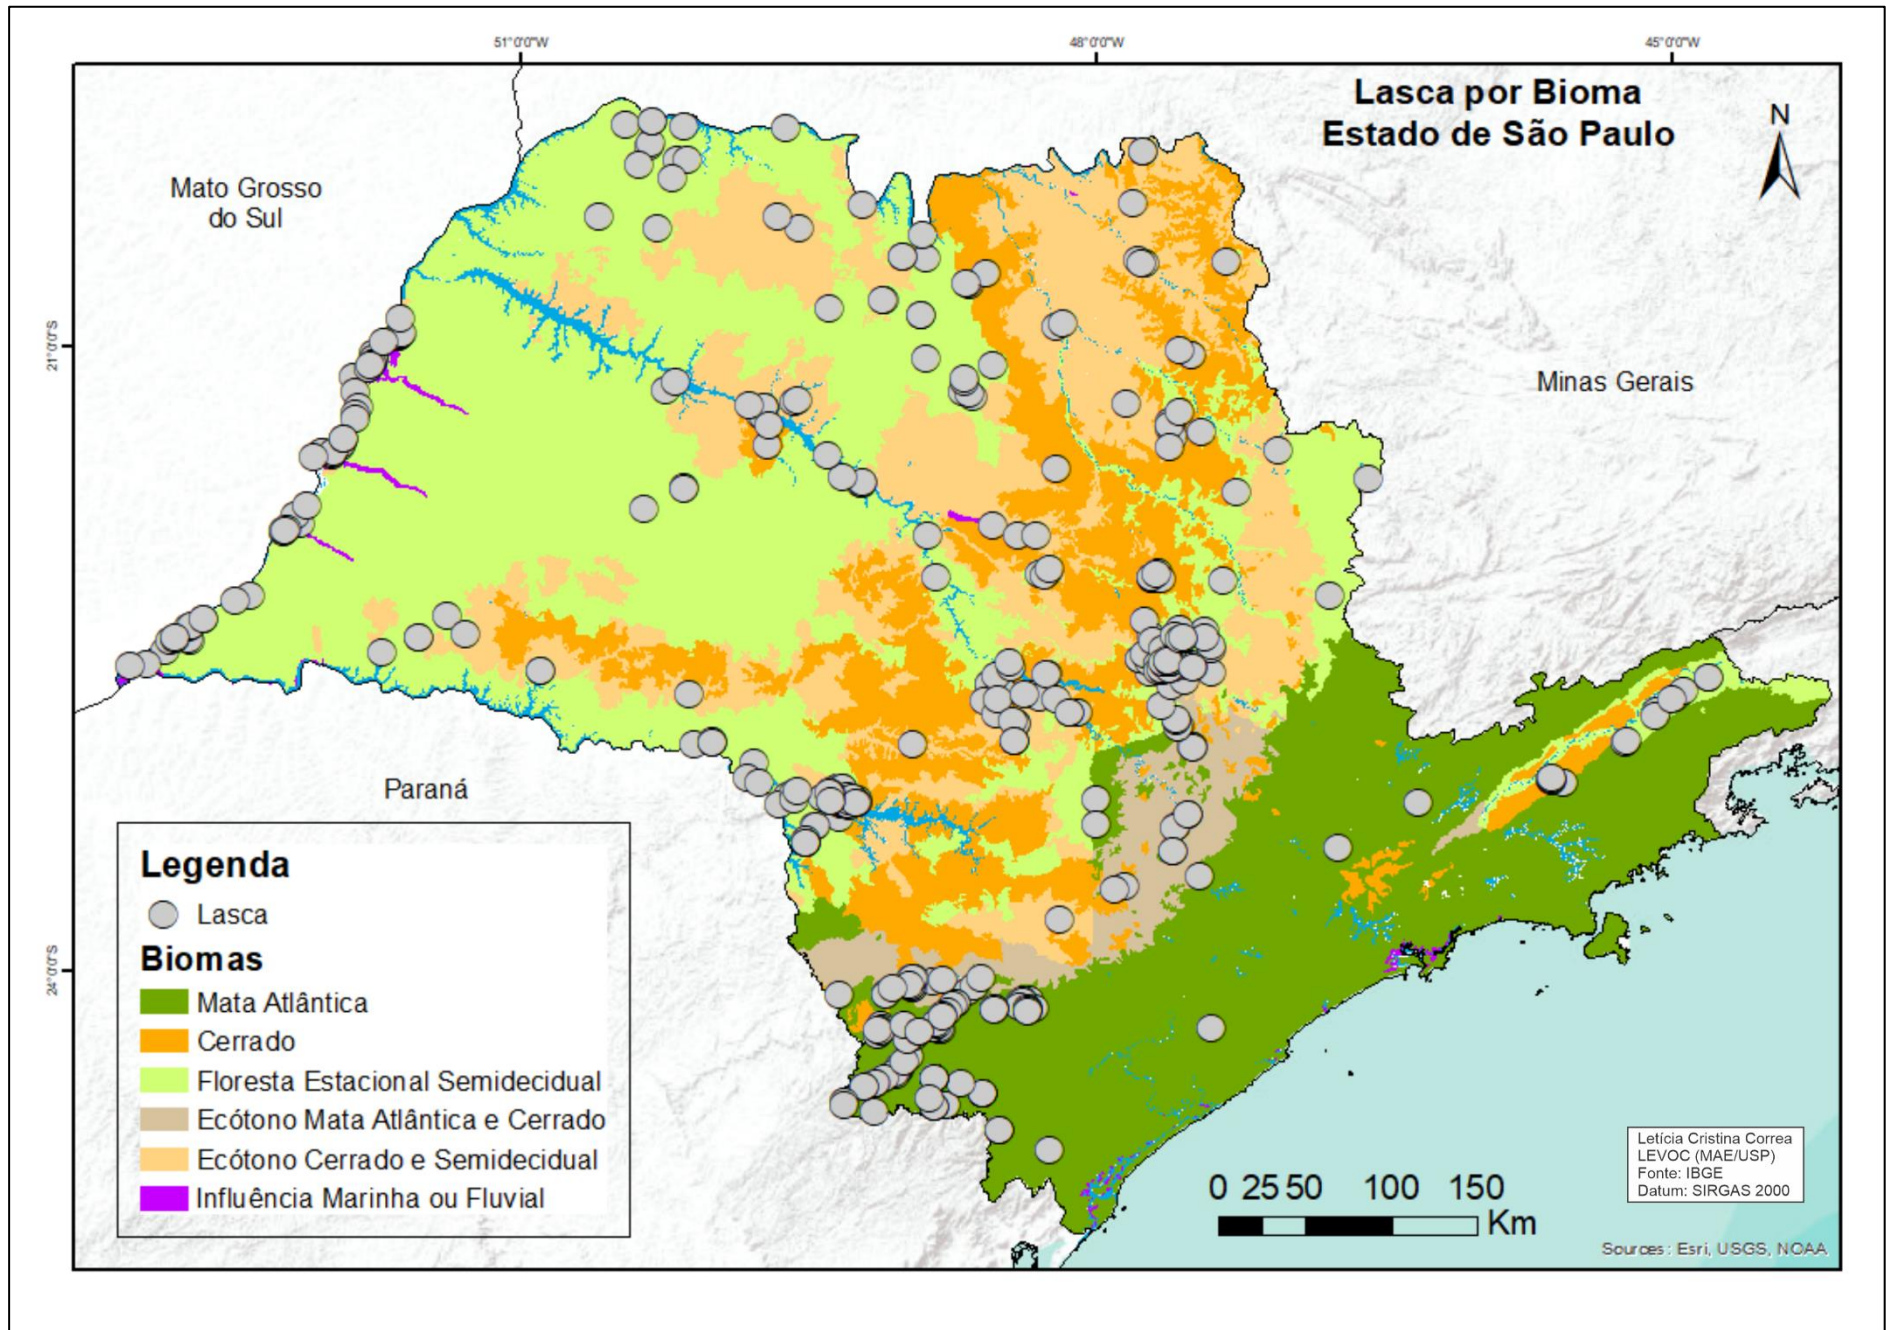 51°0'0"W
48°0'0"W
45°0'0"W
Lasca por Bioma
Estado de São Paulo
N
Mato Grosso
do Sul
21°0'0"S
Minas Gerais
Paraná
Legenda
Lasca
Biomas
Mata Atlântica
Cerrado
Floresta Estacional Semidecidual
Ecótono Mata Atlântica e Cerrado
Ecótono Cerrado e Semidecidual
Influência Marinha ou Fluvial
24°0'0"S
0 25 50 100 150
Km
Letícia Cristina Correa
LEVOC (MAE/USP)
Fonte: IBGE
Datum: SIRGAS 2000
Sources: Esri, USGS, NOAA